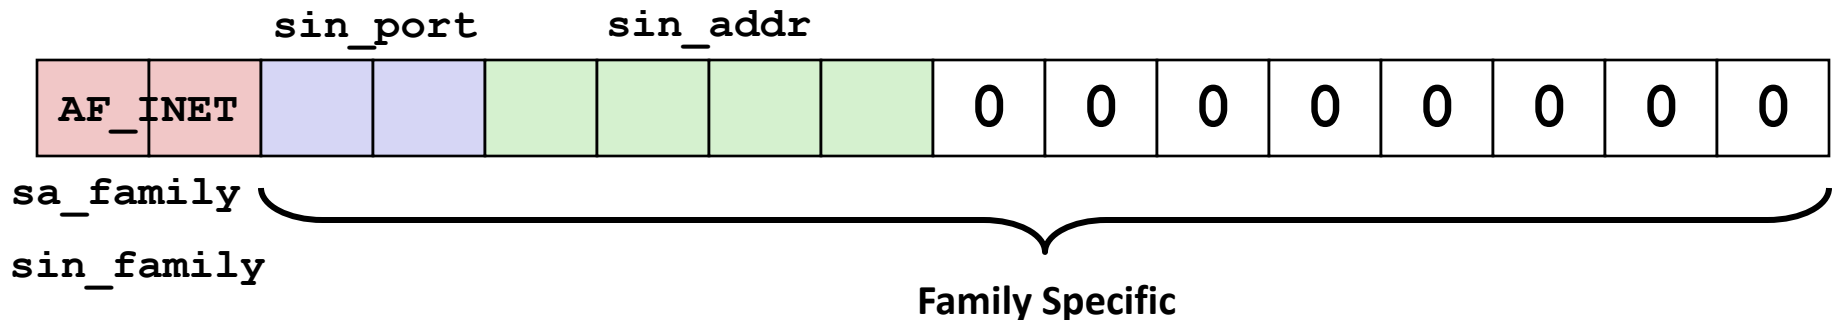 sin_port sin_addr
AF_INET 0 0 0 0 0 0 0 0
sa_family
sin_family
Family Specific